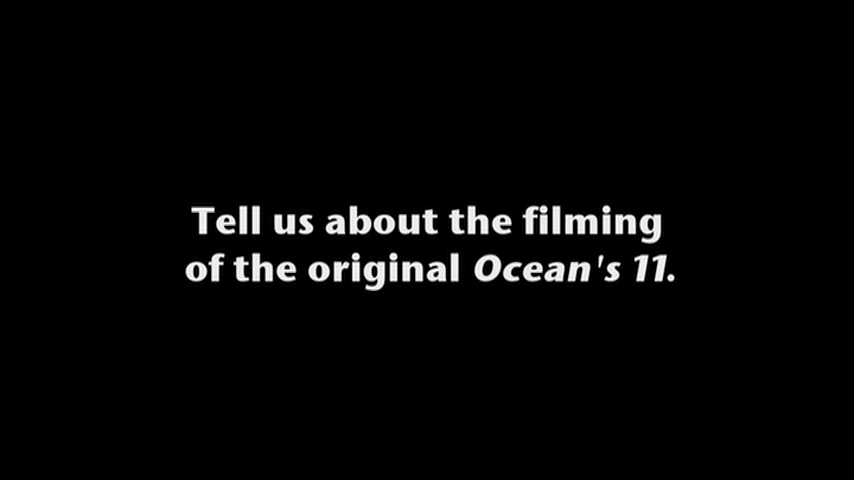 Tell us about the filming
of the original Ocean's 11.